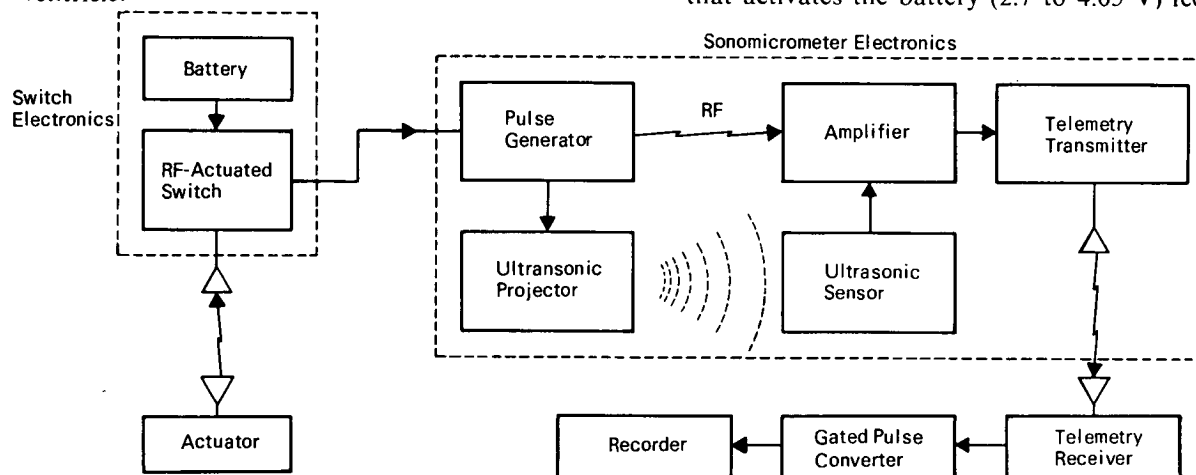 that activates the battery (2.7 to 4.05 V)
Sonomicrometer Electronics
Switch
Electronics
Battery
RF-Actuated
Switch
Pulse
Generator
RF
Amplifier
Telemetry
Transmitter
Ultransonic
Projector
Ultrasonic
Sensor
Actuator
Recorder
Gated Pulse
Converter
Telemetry
Receiver